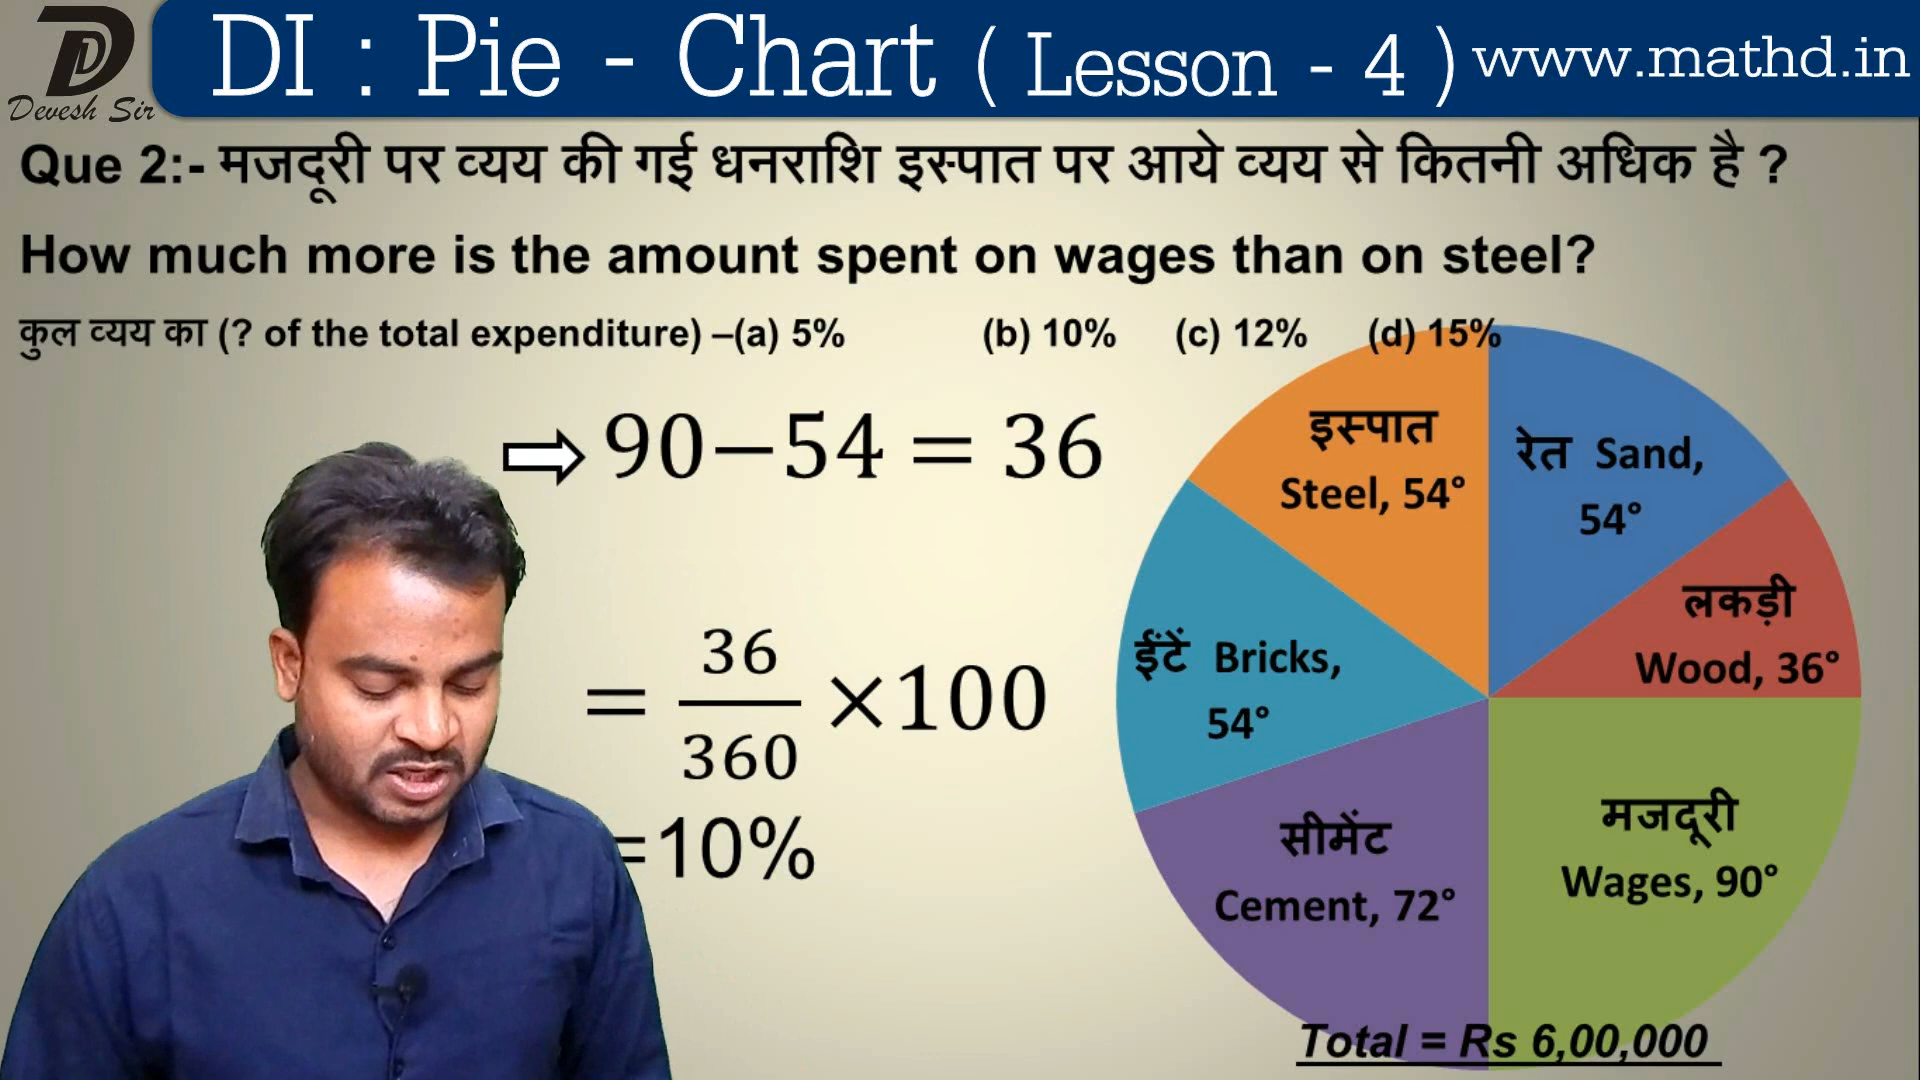 DI : Pie - Chart ( Lesson - 4 ) www.mathd.in
Devesh Sir
Que 2:- मजदूरी पर व्यय की गई धनराशि इस्पात पर आये व्यय से कितनी अधिक है ?
How much more is the amount spent on wages than on steel?
कुल व्यय का (? of the total expenditure) –(a) 5% (b) 10% (c) 12% (d) 15%
90−54 = 36
= 36/360 ×100
=10%
इस्पात
Steel, 54°
रेत Sand,
54°
लकड़ी
Wood, 36°
ईंटें Bricks,
54°
सीमेंट
Cement, 72°
मजदूरी
Wages, 90°
Total = Rs 6,00,000